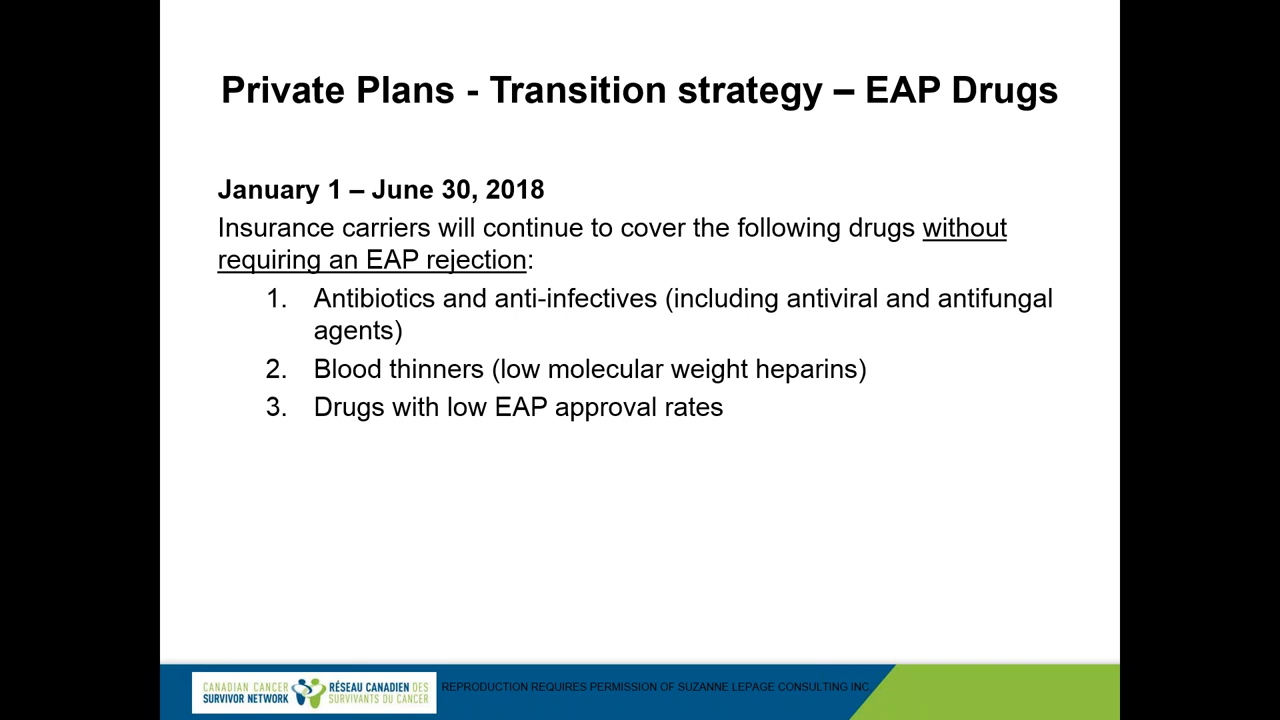 Private Plans - Transition strategy – EAP Drugs
January 1 – June 30, 2018
Insurance carriers will continue to cover the following drugs without
requiring an EAP rejection:
1. Antibiotics and anti-infectives (including antiviral and antifungal
agents)
2. Blood thinners (low molecular weight heparins)
3. Drugs with low EAP approval rates
CANADIAN CANCER
SURVIVOR NETWORK
RÉSEAU CANADIEN DES
SURVIVANTS DU CANCER
REPRODUCTION REQUIRES PERMISSION OF SUZANNE LEPAGE CONSULTING INC.